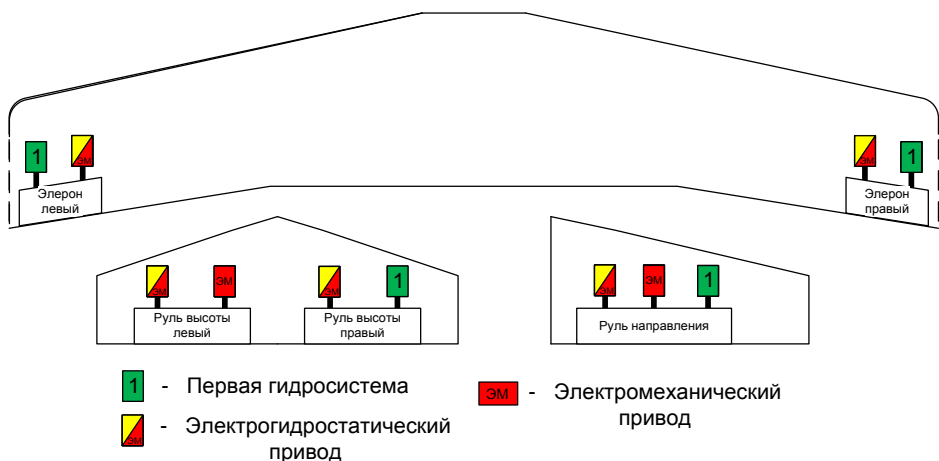 1 ЭМ ЭМ 1
Элерон
левый
Элерон
правый
ЭМ ЭМ ЭМ 1
Руль высоты
левый
Руль высоты
правый
ЭМ ЭМ 1
Руль направления
1 - Первая гидросистема
ЭМ - Электрогидростатический
привод
ЭМ - Электромеханический
привод